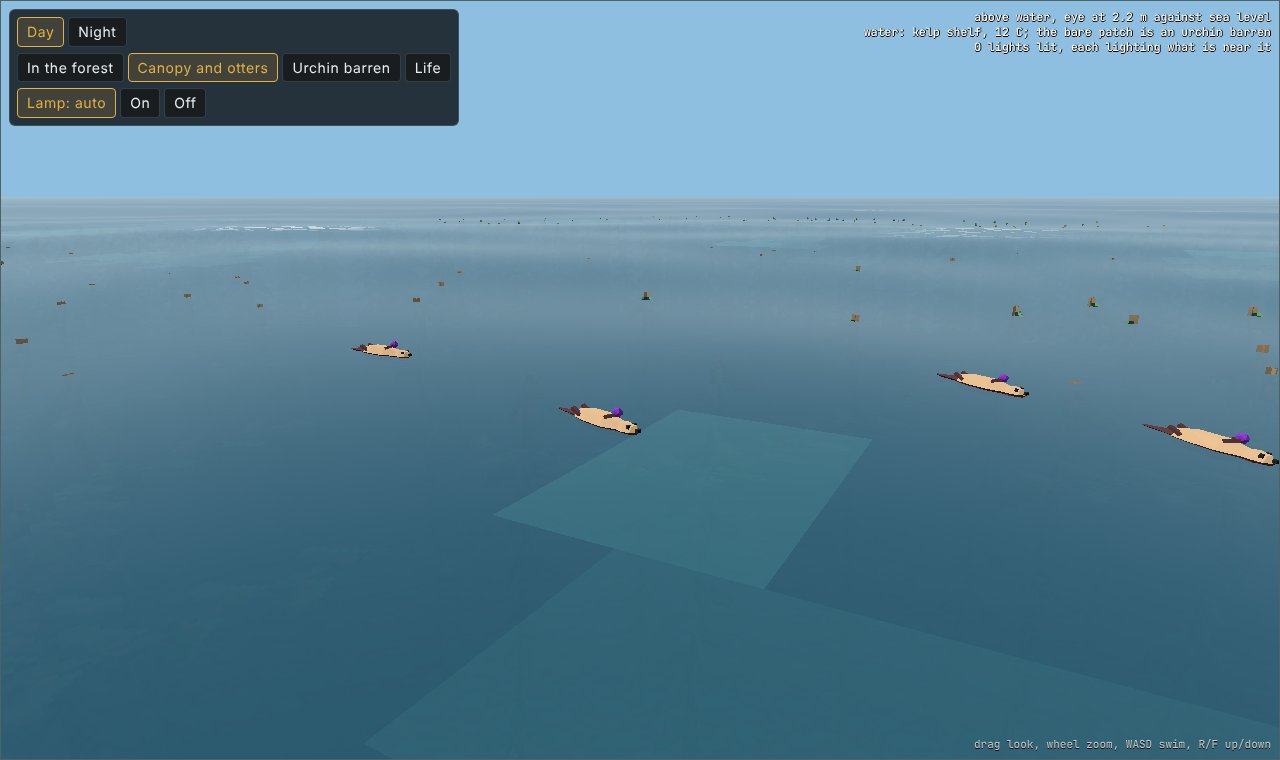 Day Night
In the forest Canopy and otters Urchin barren Life
Lamp: auto On Off
above water, eye at 2.2 m against sea level
water: kelp shelf, 12 C; the bare patch is an urchin barren
0 lights lit, each lighting what is near it
drag look, wheel zoom, WASD swim, R/F up/down